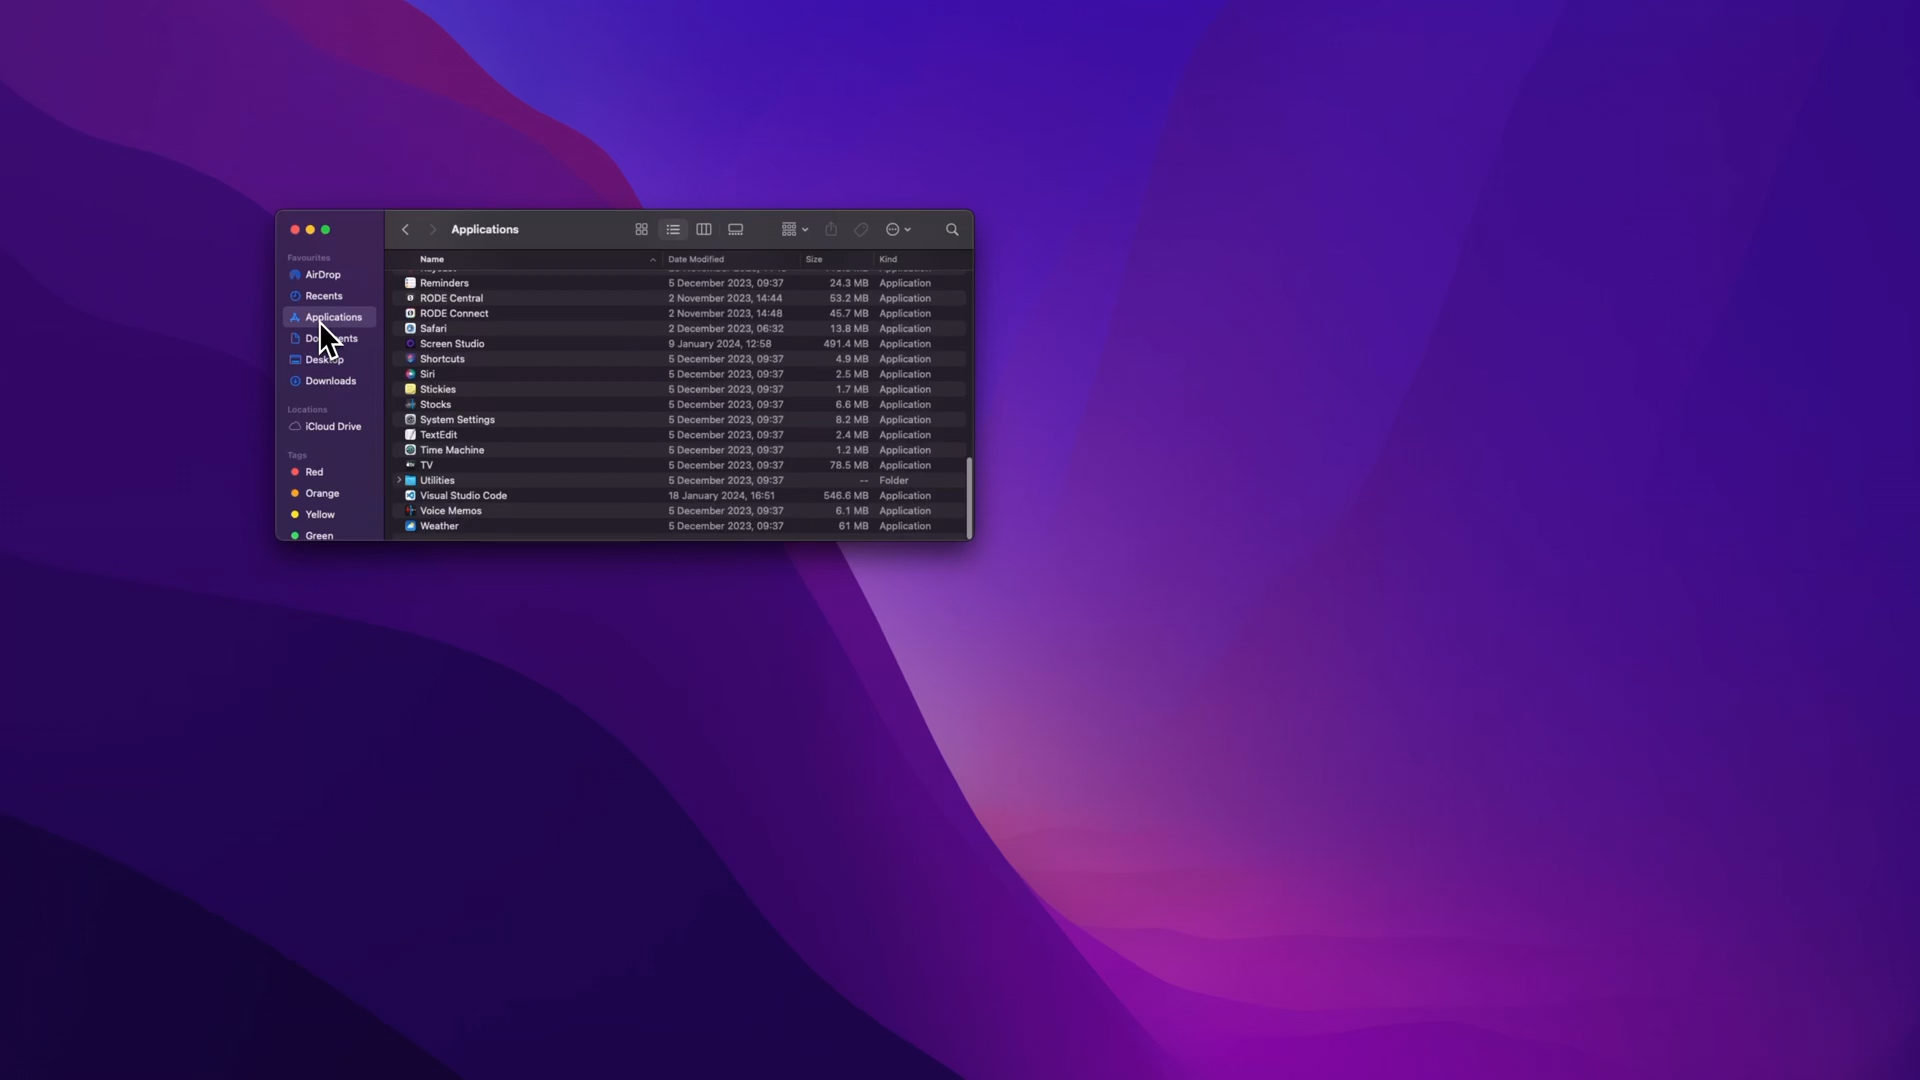 Applications
Favourites
AirDrop
Recents
Applications
Desktop
Downloads
Locations
iCloud Drive
Tags
Red
Orange
Yellow
Green
Name Date Modified Size Kind
Reminders 5 December 2023, 09:37 24.3 MB Application
RODE Central 2 November 2023, 14:44 53.2 MB Application
RODE Connect 2 November 2023, 14:48 45.7 MB Application
Safari 2 December 2023, 06:32 13.8 MB Application
Screen Studio 9 January 2024, 12:58 491.4 MB Application
Shortcuts 5 December 2023, 09:37 4.9 MB Application
Siri 5 December 2023, 09:37 2.5 MB Application
Stickies 5 December 2023, 09:37 1.7 MB Application
Stocks 5 December 2023, 09:37 6.6 MB Application
System Settings 5 December 2023, 09:37 8.2 MB Application
TextEdit 5 December 2023, 09:37 2.4 MB Application
Time Machine 5 December 2023, 09:37 1.2 MB Application
TV 5 December 2023, 09:37 78.5 MB Application
Utilities 5 December 2023, 09:37 -- Folder
Visual Studio Code 18 January 2024, 16:51 546.6 MB Application
Voice Memos 5 December 2023, 09:37 6.1 MB Application
Weather 5 December 2023, 09:37 61 MB Application